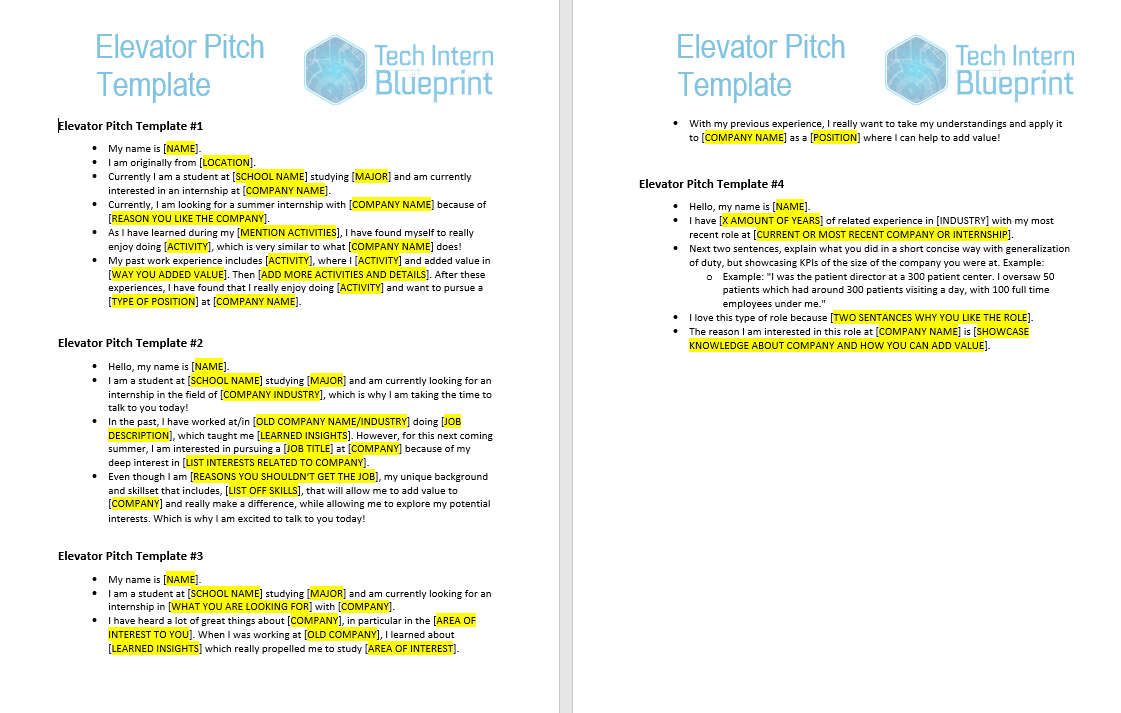 Elevator Pitch
Template
Tech Intern
Blueprint
Elevator Pitch Template #1
• My name is [NAME].
• I am originally from [LOCATION].
• Currently I am a student at [SCHOOL NAME] studying [MAJOR] and am currently
interested in an internship at [COMPANY NAME].
• Currently, I am looking for a summer internship with [COMPANY NAME] because of
[REASON YOU LIKE THE COMPANY].
• As I have learned during my [MENTION ACTIVITIES], I have found myself to really
enjoy doing [ACTIVITY], which is very similar to what [COMPANY NAME] does!
• My past work experience includes [ACTIVITY], where I [ACTIVITY] and added value in
[WAY YOU ADDED VALUE]. Then [ADD MORE ACTIVITIES AND DETAILS]. After these
experiences, I have found that I really enjoy doing [ACTIVITY] and want to pursue a
[TYPE OF POSITION] at [COMPANY NAME].
Elevator Pitch Template #2
• Hello, my name is [NAME].
• I am a student at [SCHOOL NAME] studying [MAJOR] and am currently looking for an
internship in the field of [COMPANY INDUSTRY], which is why I am taking the time to
talk to you today!
• In the past, I have worked at/in [OLD COMPANY NAME/INDUSTRY] doing [JOB
DESCRIPTION], which taught me [LEARNED INSIGHTS]. However, for this next coming
summer, I am interested in pursuing a [JOB TITLE] at [COMPANY] because of my
deep interest in [LIST INTERESTS RELATED TO COMPANY].
• Even though I am [REASONS YOU SHOULDN'T GET THE JOB], my unique background
and skillset that includes, [LIST OFF SKILLS], that will allow me to add value to
[COMPANY] and really make a difference, while allowing me to explore my potential
interests. Which is why I am excited to talk to you today!
Elevator Pitch Template #3
• My name is [NAME].
• I am a student at [SCHOOL NAME] studying [MAJOR] and am currently looking for an
internship in [WHAT YOU ARE LOOKING FOR] with [COMPANY].
• I have heard a lot of great things about [COMPANY], in particular in the [AREA OF
INTEREST TO YOU]. When I was working at [OLD COMPANY], I learned about
[LEARNED INSIGHTS] which really propelled me to study [AREA OF INTEREST].
Elevator Pitch
Template
Tech Intern
Blueprint
• With my previous experience, I really want to take my understandings and apply it
to [COMPANY NAME] as a [POSITION] where I can help to add value!
Elevator Pitch Template #4
• Hello, my name is [NAME].
• I have [X AMOUNT OF YEARS] of related experience in [INDUSTRY] with my most
recent role at [CURRENT OR MOST RECENT COMPANY OR INTERNSHIP].
• Next two sentences, explain what you did in a short concise way with generalization
of duty, but showcasing KPIs of the size of the company you were at. Example:
o Example: "I was the patient director at a 300 patient center. I oversaw 50
patients which had around 300 patients visiting a day, with 100 full time
employees under me."
• I love this type of role because [TWO SENTANCES WHY YOU LIKE THE ROLE].
• The reason I am interested in this role at [COMPANY NAME] is [SHOWCASE
KNOWLEDGE ABOUT COMPANY AND HOW YOU CAN ADD VALUE].